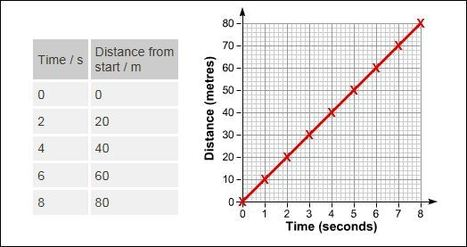 Time / s
Distance from
start / m
0 0
2 20
4 40
6 60
8 80
Distance (metres)
80
70
60
50
40
30
20
10
0
0 1 2 3 4 5 6 7 8
Time (seconds)